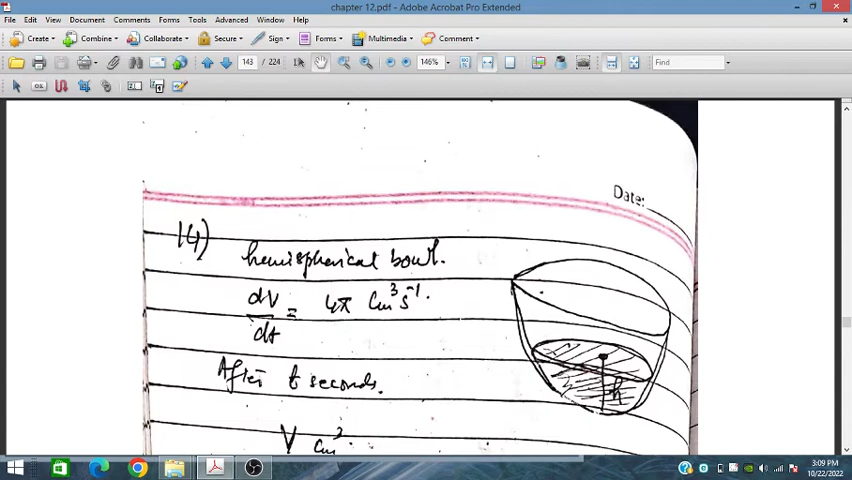 chapter 12.pdf - Adobe Acrobat Pro Extended
File Edit View Document Comments Forms Tools Advanced Window Help
Create Combine Collaborate Secure Sign Forms Multimedia Comment
143 / 224 146% Find
Date:
14) hemispherical bowl.
dV/dt = 4π cm³s⁻¹.
After t seconds.
h
V cm³.
3:09 PM
10/22/2022